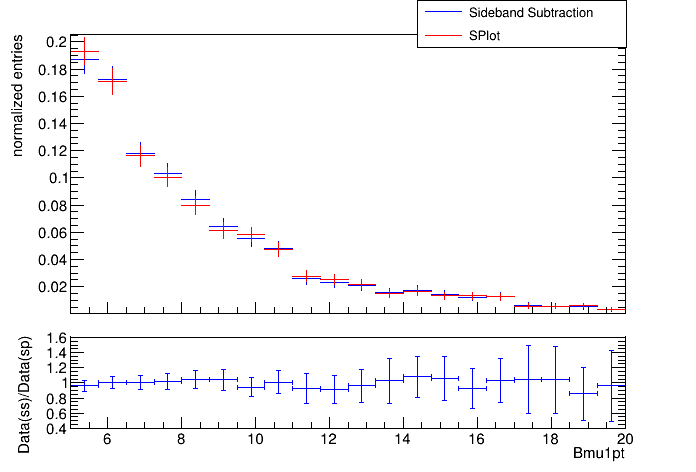 Sideband Subtraction
SPlot
normalized entries
0.2
0.18
0.16
0.14
0.12
0.1
0.08
0.06
0.04
0.02
Data(ss)/Data(sp)
1.6
1.4
1.2
1
0.8
0.6
0.4
6 8 10 12 14 16 18 20
Bmu1pt